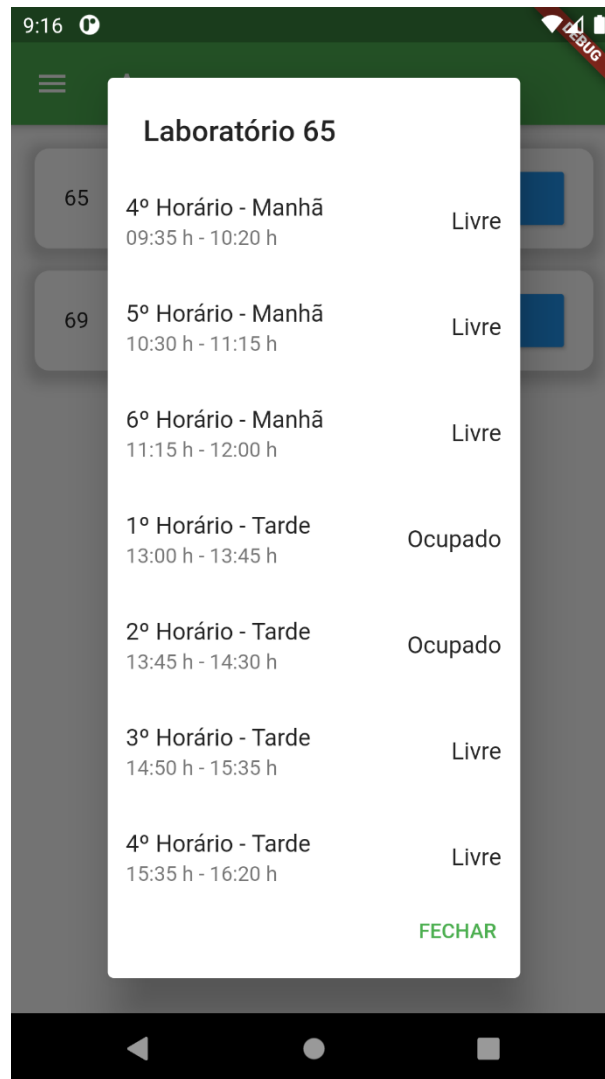 9:16
DEBUG
Laboratório 65
65
4º Horário - Manhã
Livre
09:35 h - 10:20 h
69
5º Horário - Manhã
Livre
10:30 h - 11:15 h
6º Horário - Manhã
Livre
11:15 h - 12:00 h
1º Horário - Tarde
Ocupado
13:00 h - 13:45 h
2º Horário - Tarde
Ocupado
13:45 h - 14:30 h
3º Horário - Tarde
Livre
14:50 h - 15:35 h
4º Horário - Tarde
Livre
15:35 h - 16:20 h
FECHAR